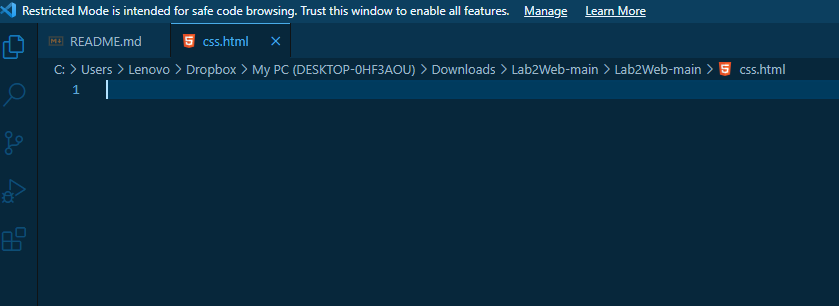 Restricted Mode is intended for safe code browsing. Trust this window to enable all features. Manage Learn More
README.md css.html
C: > Users > Lenovo > Dropbox > My PC (DESKTOP-0HF3AOU) > Downloads > Lab2Web-main > Lab2Web-main > css.html
1